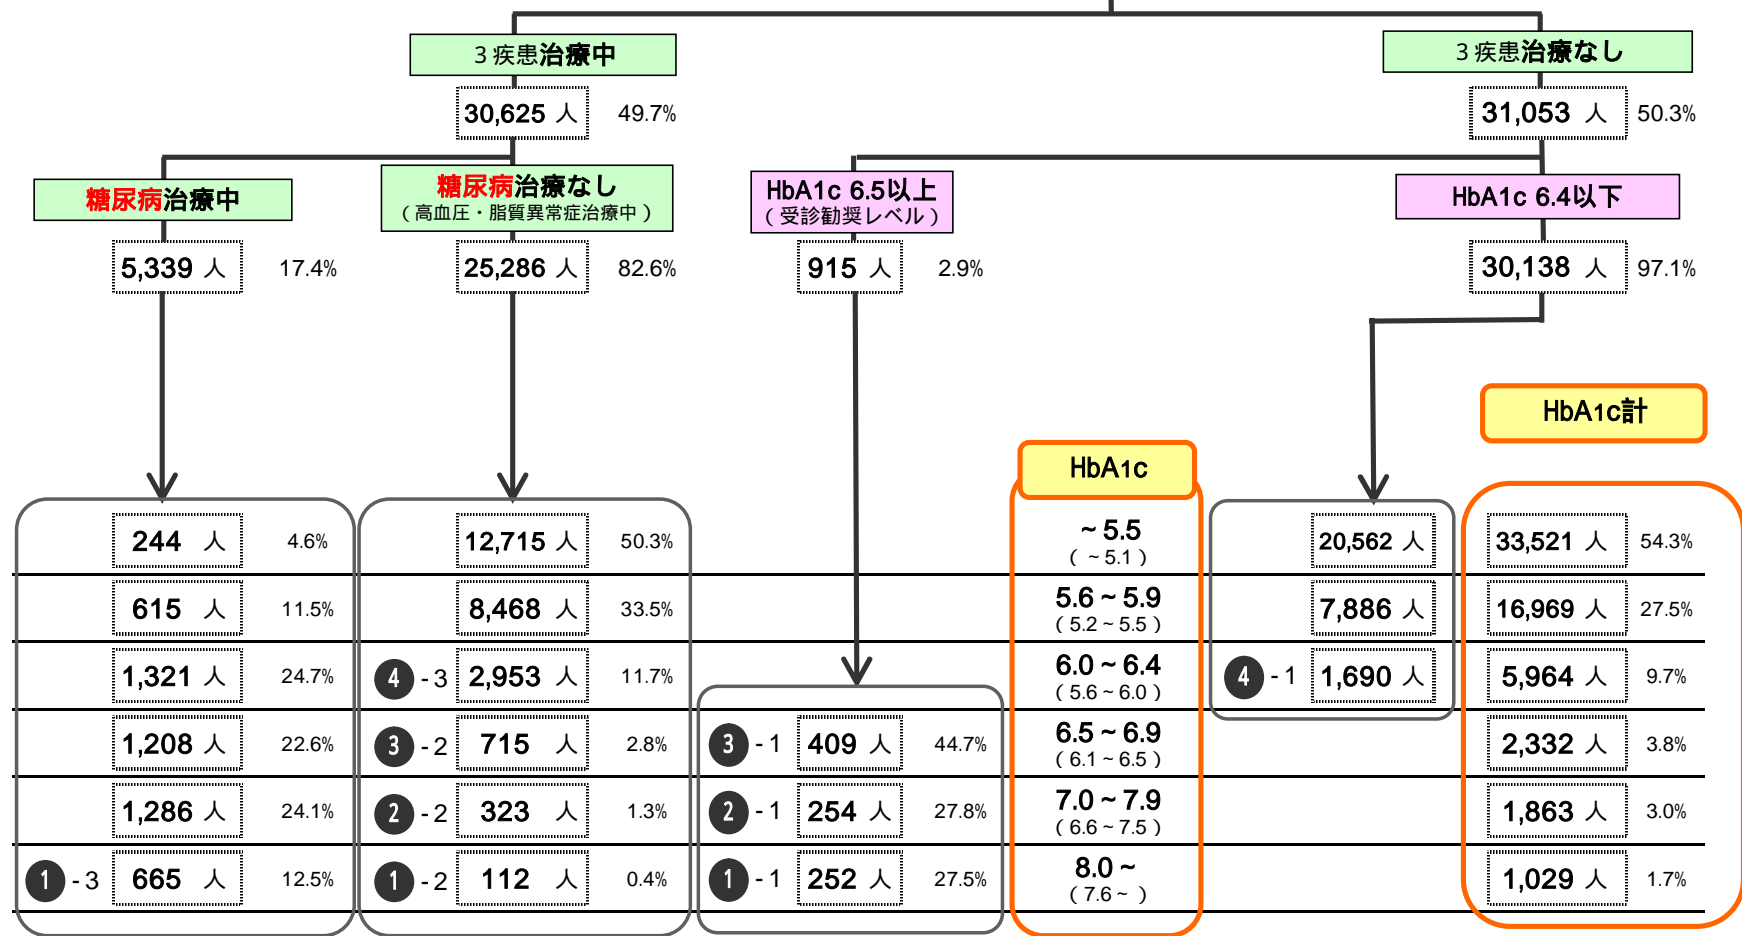 3疾患治療中
3疾患治療なし
30,625 人 49.7%
31,053 人 50.3%
糖尿病治療中
糖尿病治療なし
(高血圧・脂質異常症治療中)
HbA1c 6.5以上
(受診勧奨レベル)
HbA1c 6.4以下
5,339 人 17.4%
25,286 人 82.6%
915 人 2.9%
30,138 人 97.1%
HbA1c計
HbA1c
244 人 4.6% 12,715 人 50.3% ~5.5 20,562 人 33,521 人 54.3%
( ~5.1 )
615 人 11.5% 8,468 人 33.5% 5.6~5.9 7,886 人 16,969 人 27.5%
( 5.2~5.5 )
1,321 人 24.7% 4 -3 2,953 人 11.7% 6.0~6.4 4 -1 1,690 人 5,964 人 9.7%
( 5.6~6.0 )
1,208 人 22.6% 3 -2 715 人 2.8% 3 -1 409 人 44.7% 6.5~6.9 2,332 人 3.8%
( 6.1~6.5 )
1,286 人 24.1% 2 -2 323 人 1.3% 2 -1 254 人 27.8% 7.0~7.9 1,863 人 3.0%
( 6.6~7.5 )
1 -3 665 人 12.5% 1 -2 112 人 0.4% 1 -1 252 人 27.5% 8.0~ 1,029 人 1.7%
( 7.6~ )